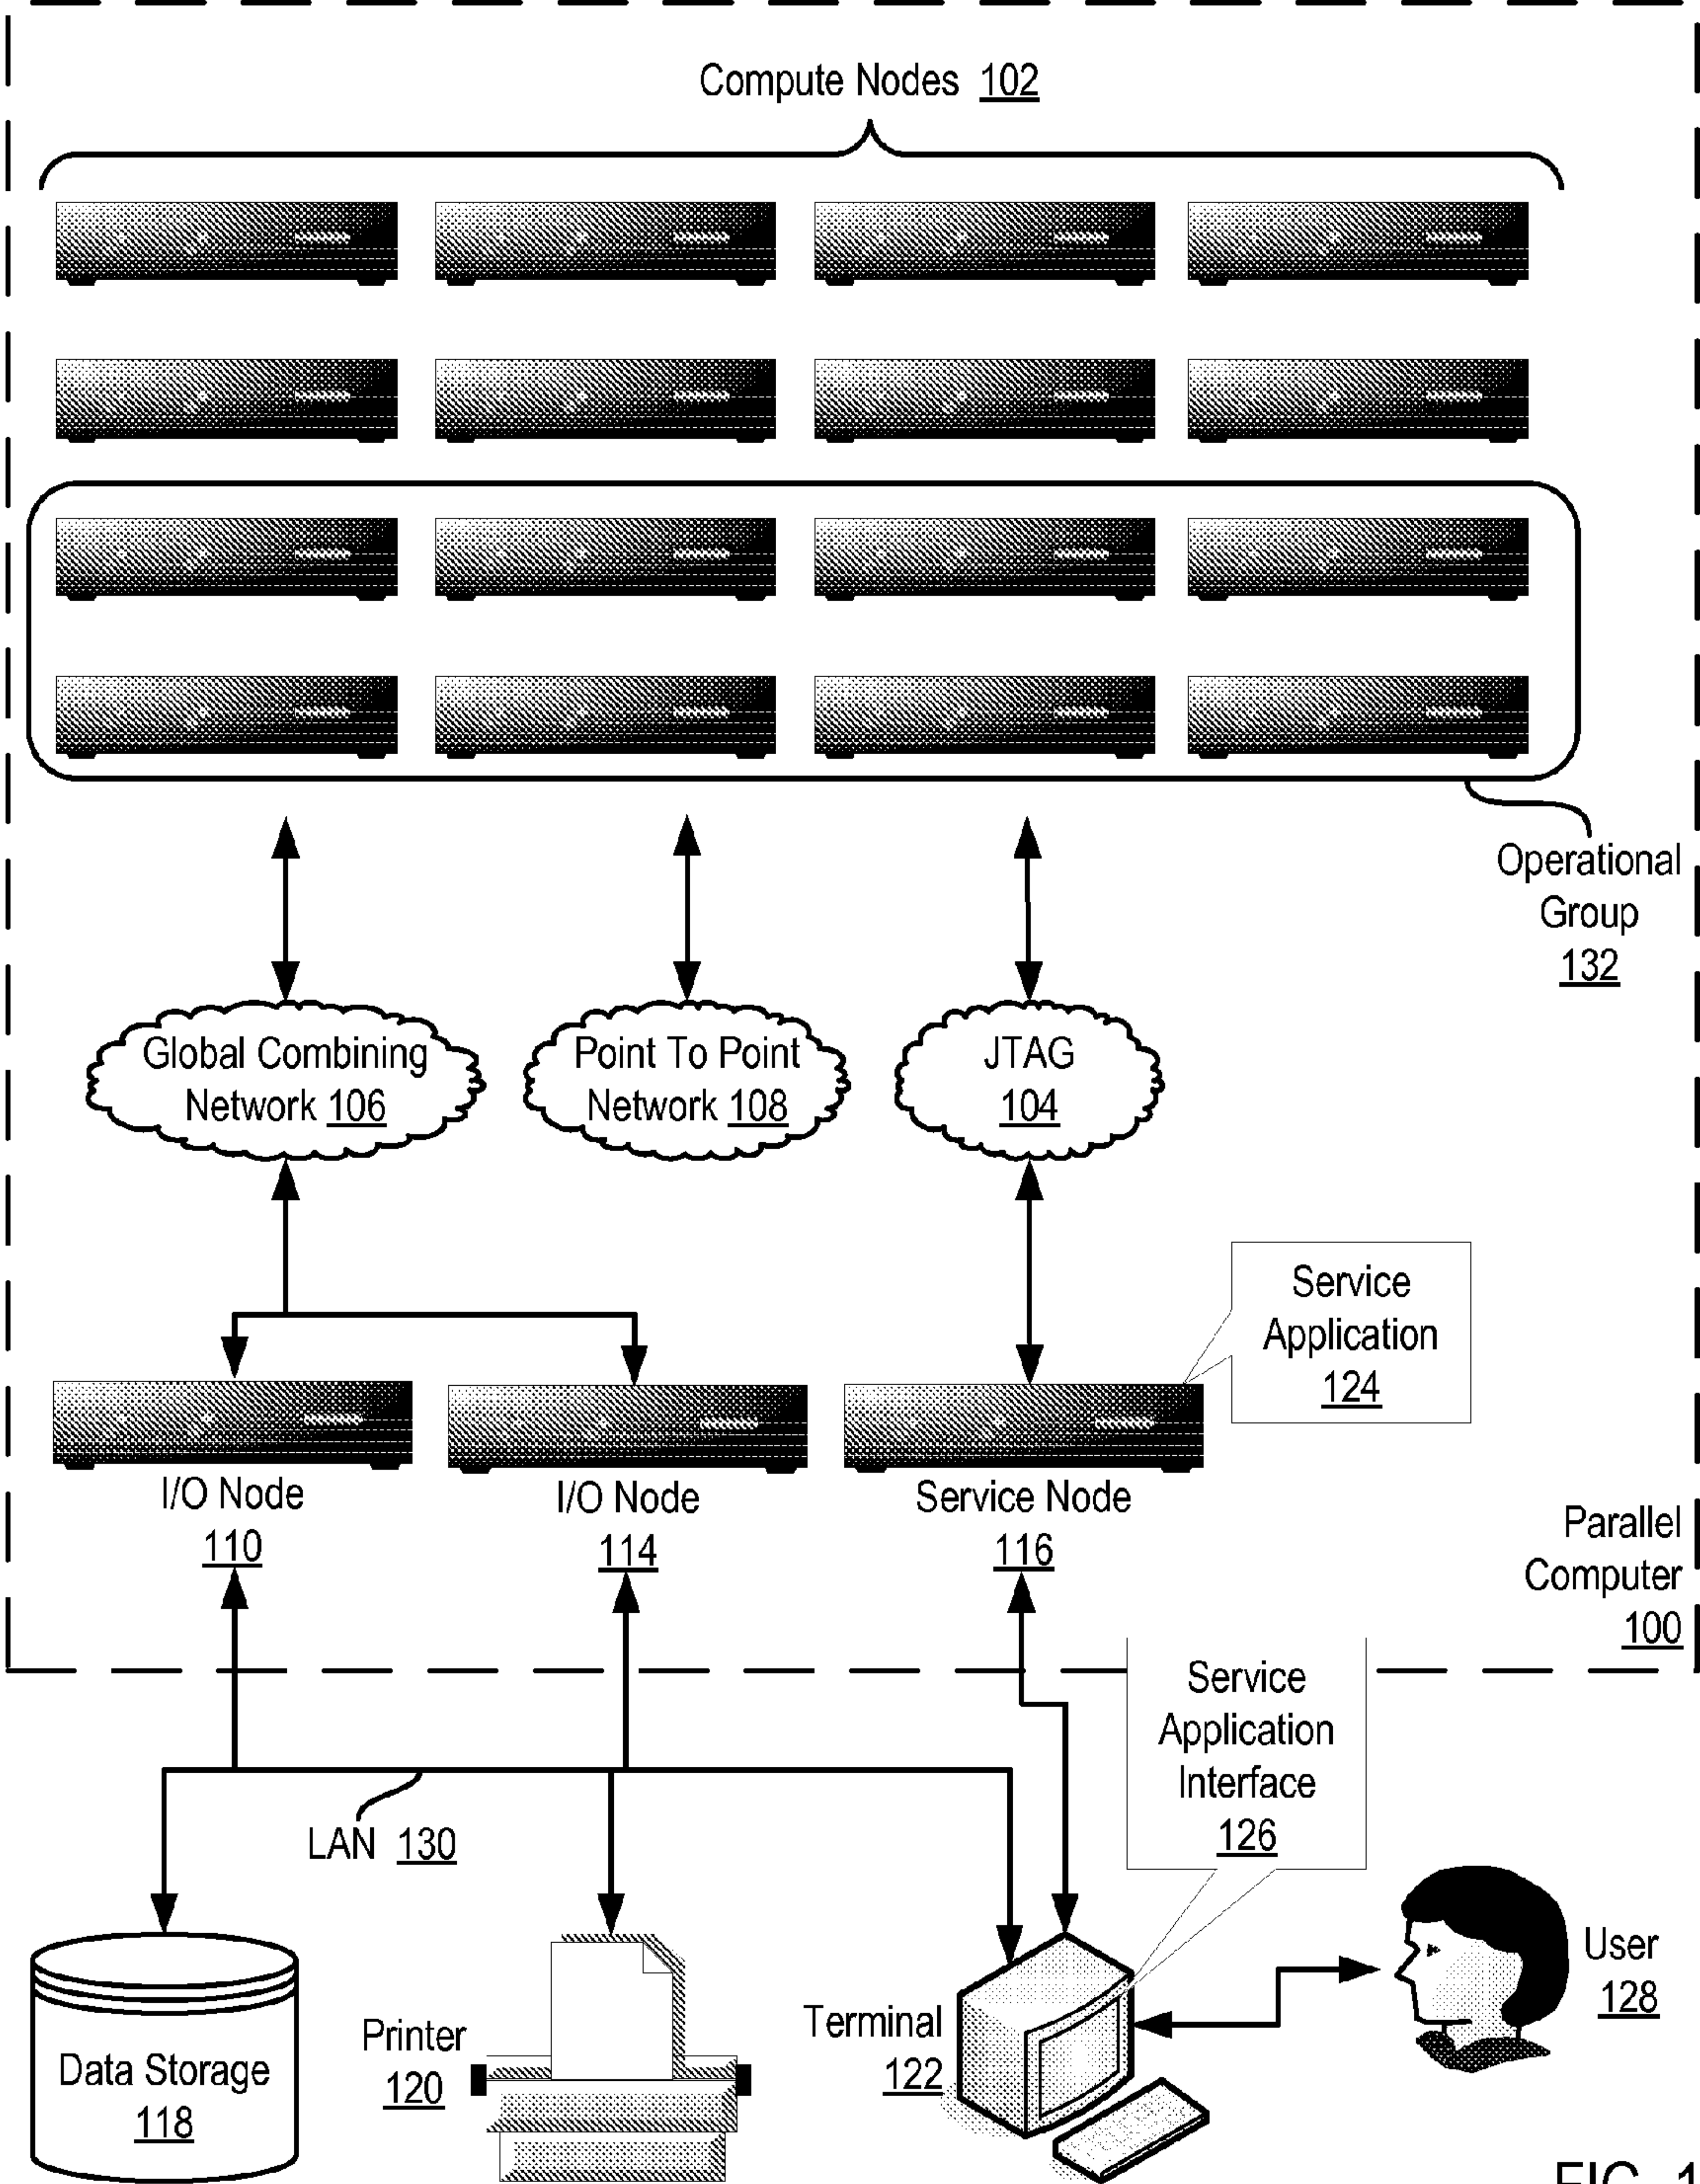 Compute Nodes 102
Operational
Group
132
Global Combining
Network 106
Point To Point
Network 108
JTAG
104
Service
Application
124
I/O Node
110
I/O Node
114
Service Node
116
Parallel
Computer
100
Service
Application
Interface
126
LAN 130
Data Storage
118
Printer
120
Terminal
122
User
128
FIG. 1